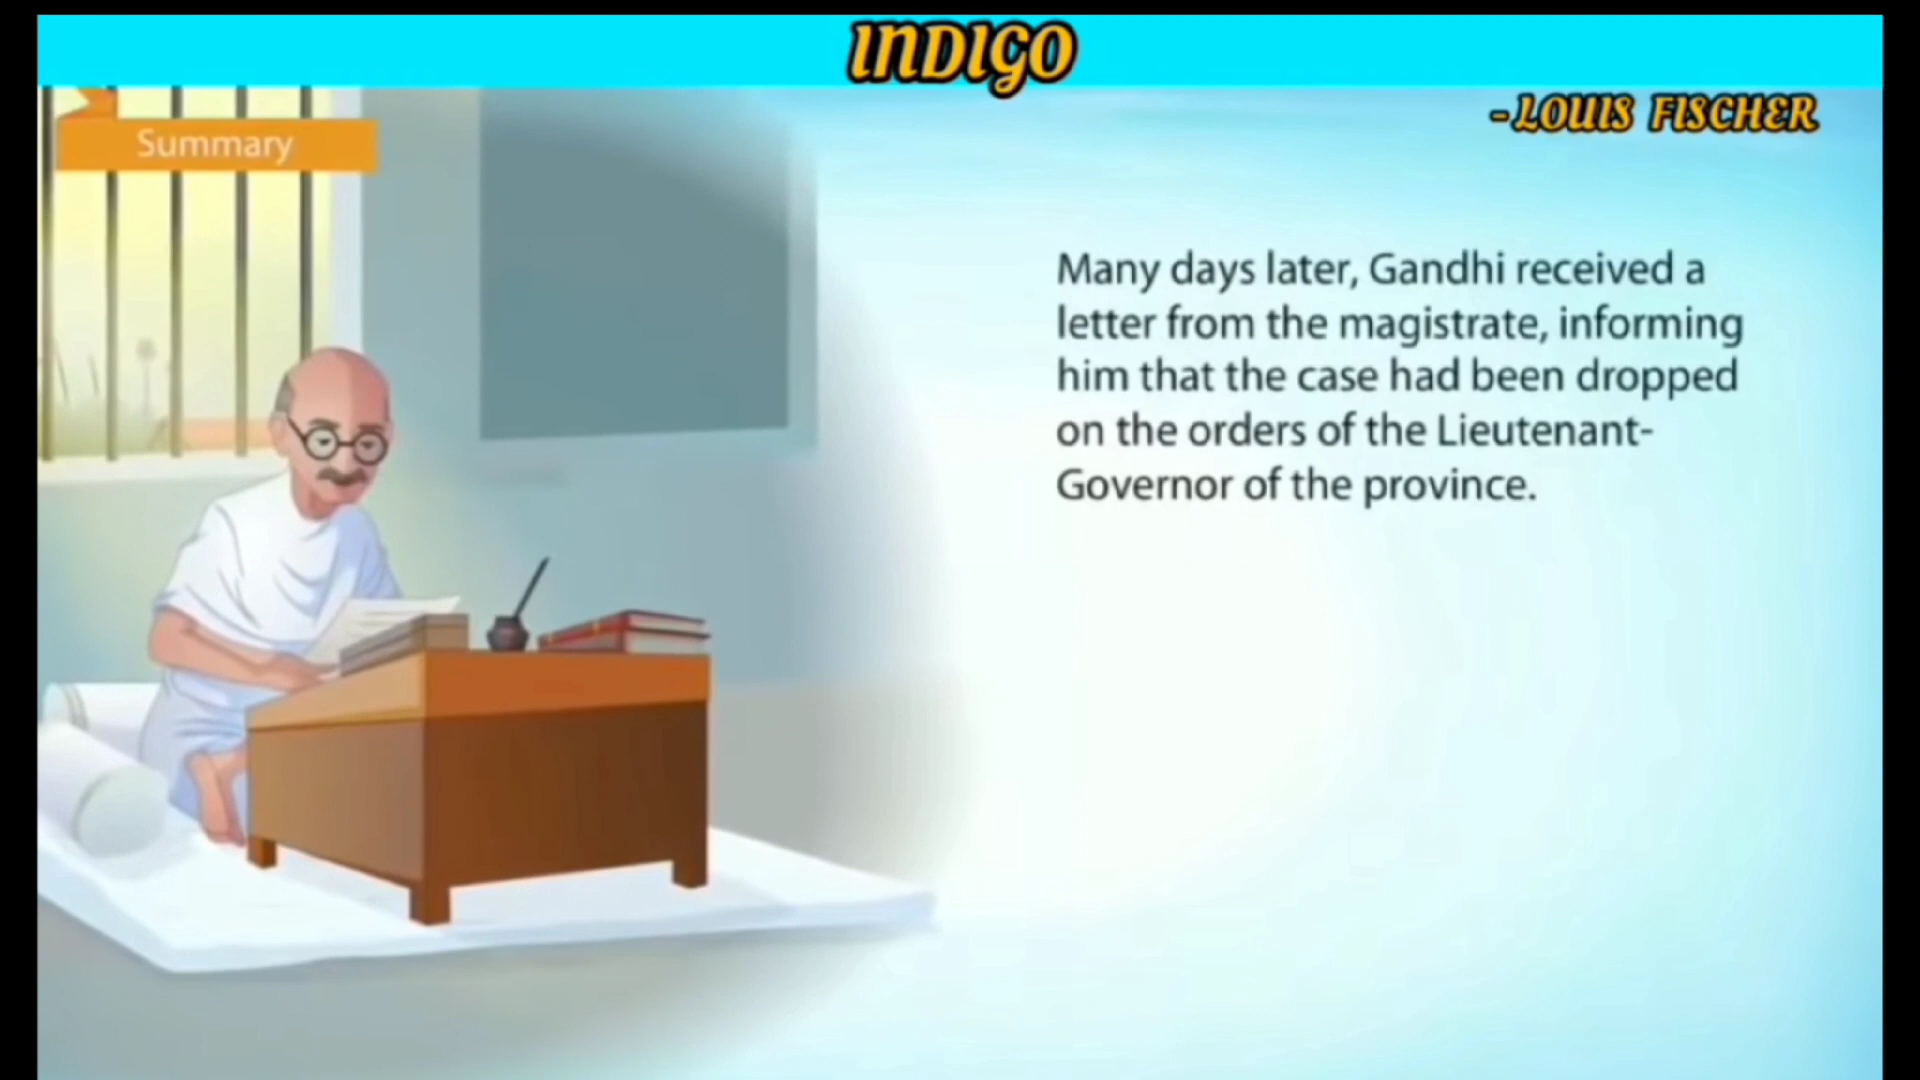 INDIGO
- LOUIS FISCHER
Summary
Many days later, Gandhi received a
letter from the magistrate, informing
him that the case had been dropped
on the orders of the Lieutenant-
Governor of the province.